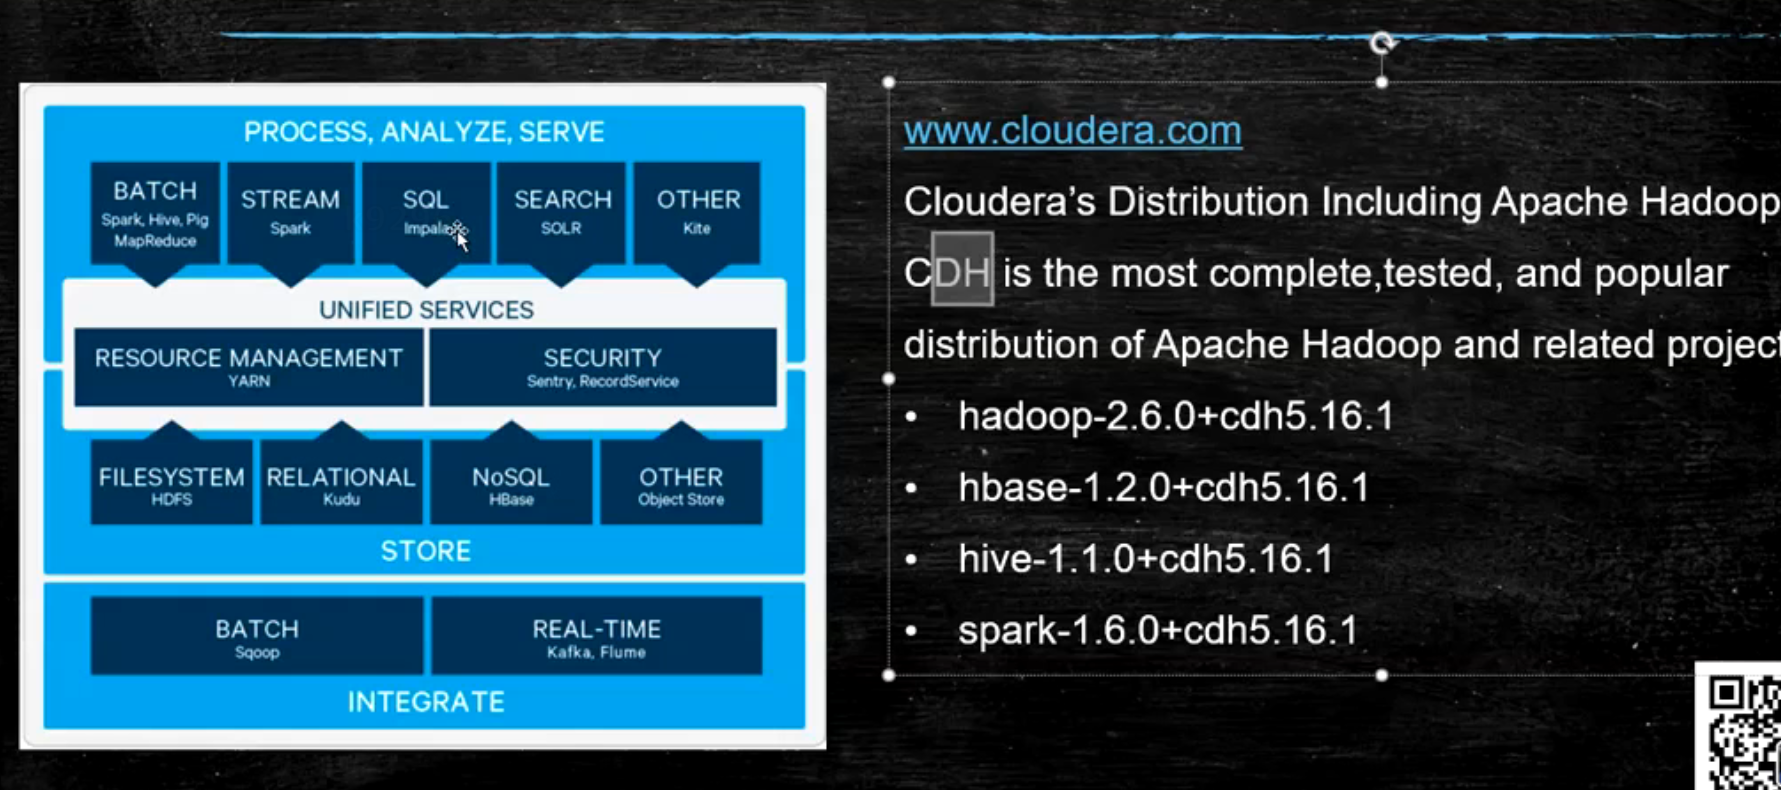 PROCESS, ANALYZE, SERVE
BATCH
Spark, Hive, Pig
MapReduce
STREAM
Spark
SQL
Impala
SEARCH
SOLR
OTHER
Kite
UNIFIED SERVICES
RESOURCE MANAGEMENT
YARN
SECURITY
Sentry, RecordService
FILESYSTEM
HDFS
RELATIONAL
Kudu
NoSQL
HBase
OTHER
Object Store
STORE
BATCH
Sqoop
REAL-TIME
Kafka, Flume
INTEGRATE
www.cloudera.com
Cloudera’s Distribution Including Apache Hadoop
CDH is the most complete,tested, and popular
distribution of Apache Hadoop and related project
• hadoop-2.6.0+cdh5.16.1
• hbase-1.2.0+cdh5.16.1
• hive-1.1.0+cdh5.16.1
• spark-1.6.0+cdh5.16.1